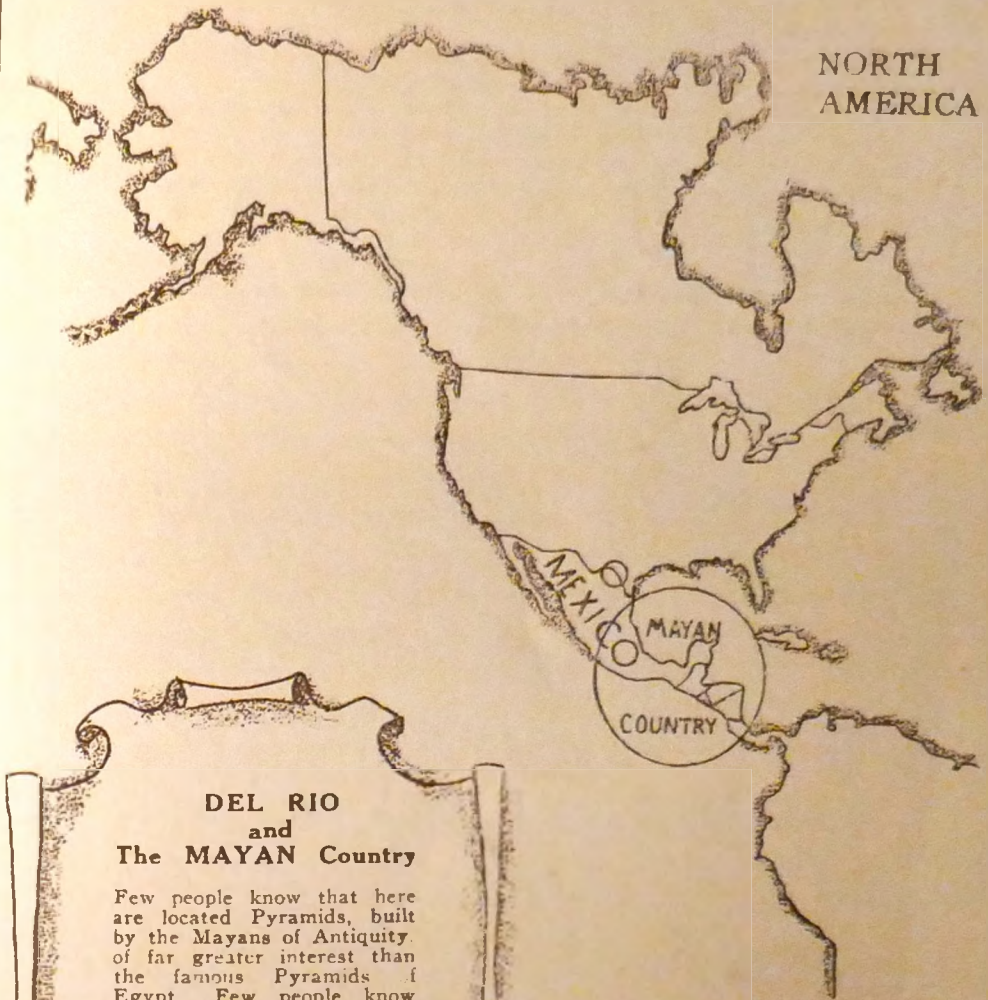 NORTH
AMERICA
MEXICO
MAYAN
COUNTRY
DEL RIO
and
The MAYAN Country
Few people know that here
are located Pyramids, built
by the Mayans of Antiquity.
of far greater interest than
the famous Pyramids f
Egypt. Few people know